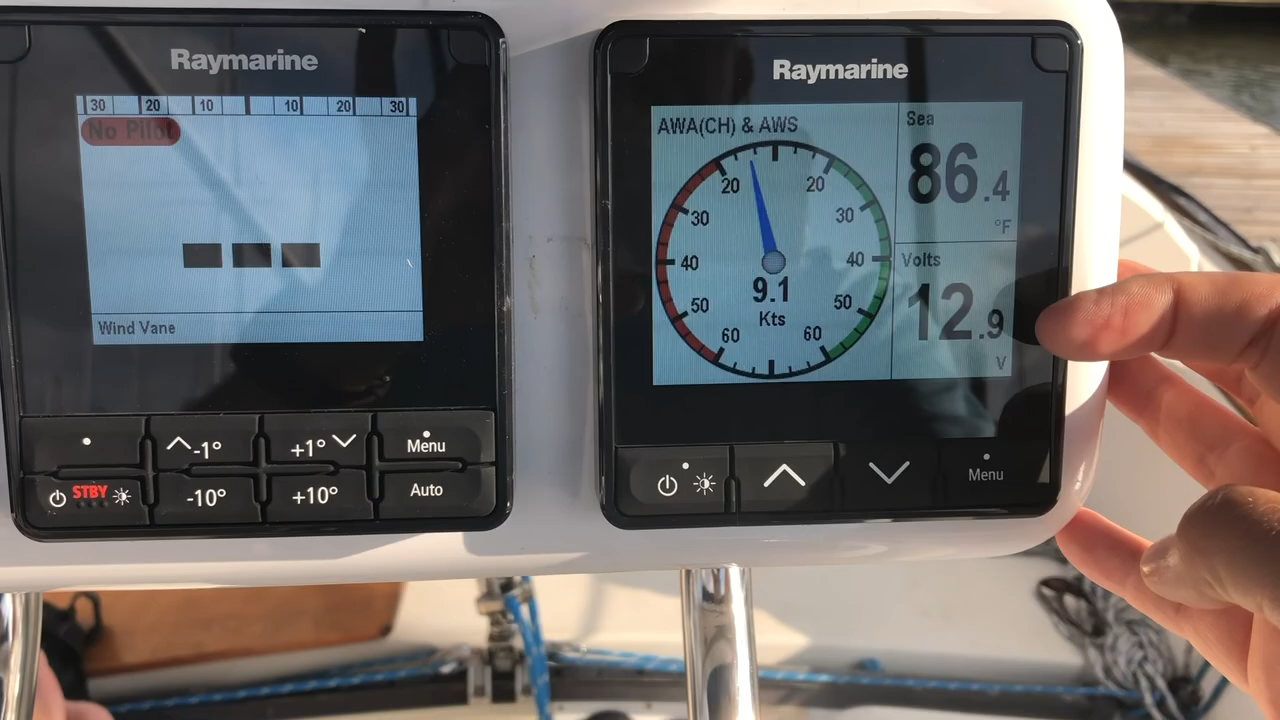 Raymarine
30 20 10 10 20 30
No Pilot
Wind Vane
-1°
+1°
Menu
STBY
-10°
+10°
Auto
Raymarine
AWA(CH) & AWS
20 20
30 30
40 40
50 50
60 60
9.1
Kts
Sea
86.4
°F
Volts
12.9
V
Menu